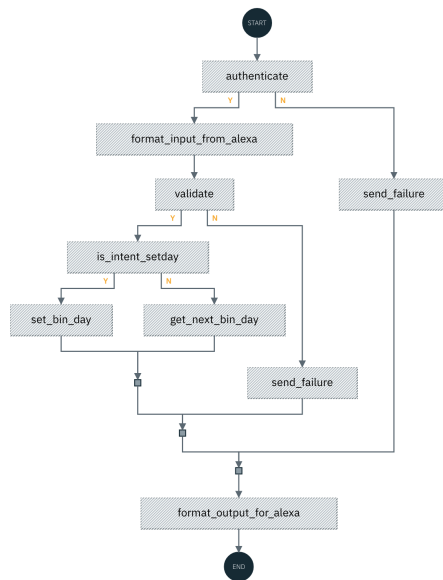 START
authenticate
Y
N
format_input_from_alexa
validate
send_failure
Y
N
is_intent_setday
Y
N
set_bin_day
get_next_bin_day
send_failure
format_output_for_alexa
END